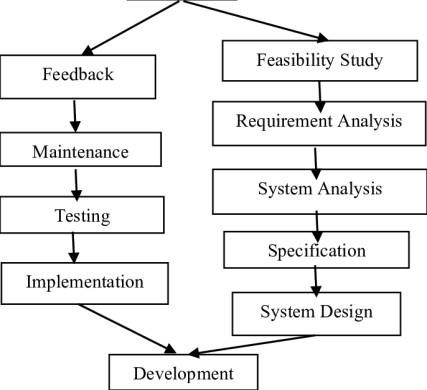 Feedback
Feasibility Study
Maintenance
Requirement Analysis
Testing
System Analysis
Implementation
Specification
System Design
Development